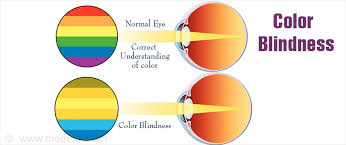 Normal Eye
Correct
Understanding
of color
Color
Blindness
Color Blindness